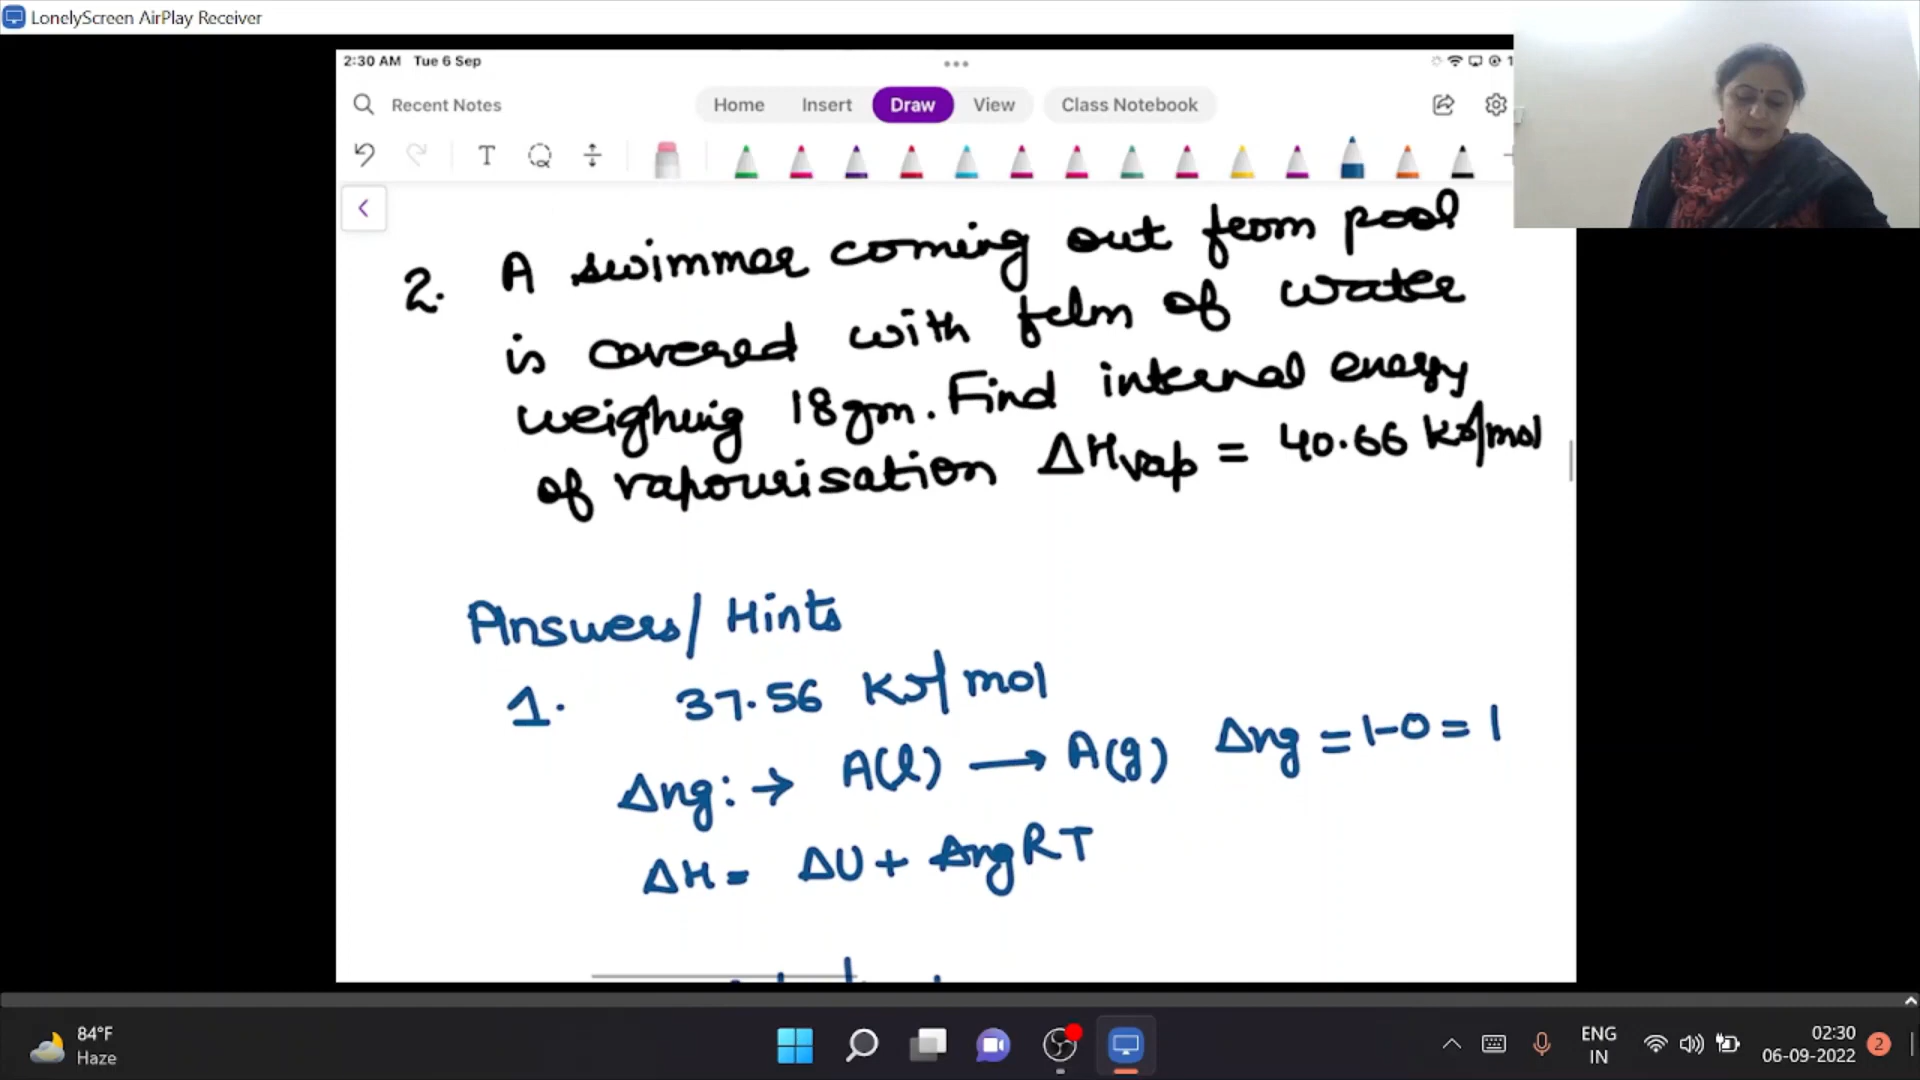 LonelyScreen AirPlay Receiver
2:30 AM Tue 6 Sep
Recent Notes
Home Insert Draw View Class Notebook
T
2. A swimmer coming out from pool
is covered with film of water
weighing 18gm. Find internal energy
of vapourisation ΔHvap = 40.66 KJ/mol
Answers/ Hints
1. 37.56 KJ/mol
Δng: → A(l) → A(g) Δng = 1-0 = 1
ΔH = ΔU + ΔngRT
84°F
Haze
ENG
IN
02:30
06-09-2022
2